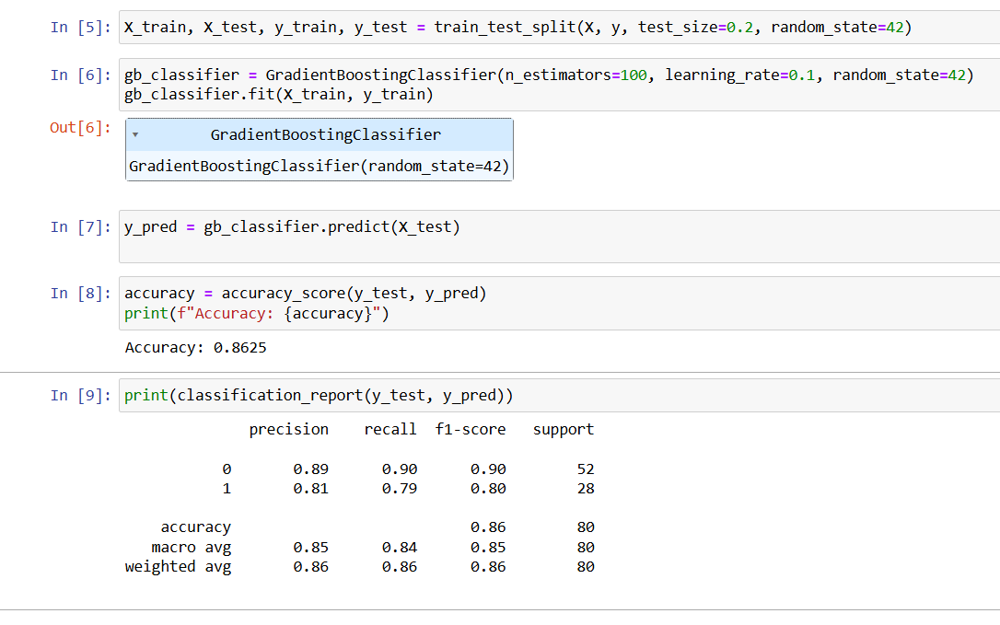 In [5]: X_train, X_test, y_train, y_test = train_test_split(X, y, test_size=0.2, random_state=42)
In [6]: gb_classifier = GradientBoostingClassifier(n_estimators=100, learning_rate=0.1, random_state=42)
gb_classifier.fit(X_train, y_train)
Out[6]: ▾ GradientBoostingClassifier
GradientBoostingClassifier(random_state=42)
In [7]: y_pred = gb_classifier.predict(X_test)
In [8]: accuracy = accuracy_score(y_test, y_pred)
print(f"Accuracy: {accuracy}")
Accuracy: 0.8625
In [9]: print(classification_report(y_test, y_pred))
precision recall f1-score support
0 0.89 0.90 0.90 52
1 0.81 0.79 0.80 28
accuracy 0.86 80
macro avg 0.85 0.84 0.85 80
weighted avg 0.86 0.86 0.86 80